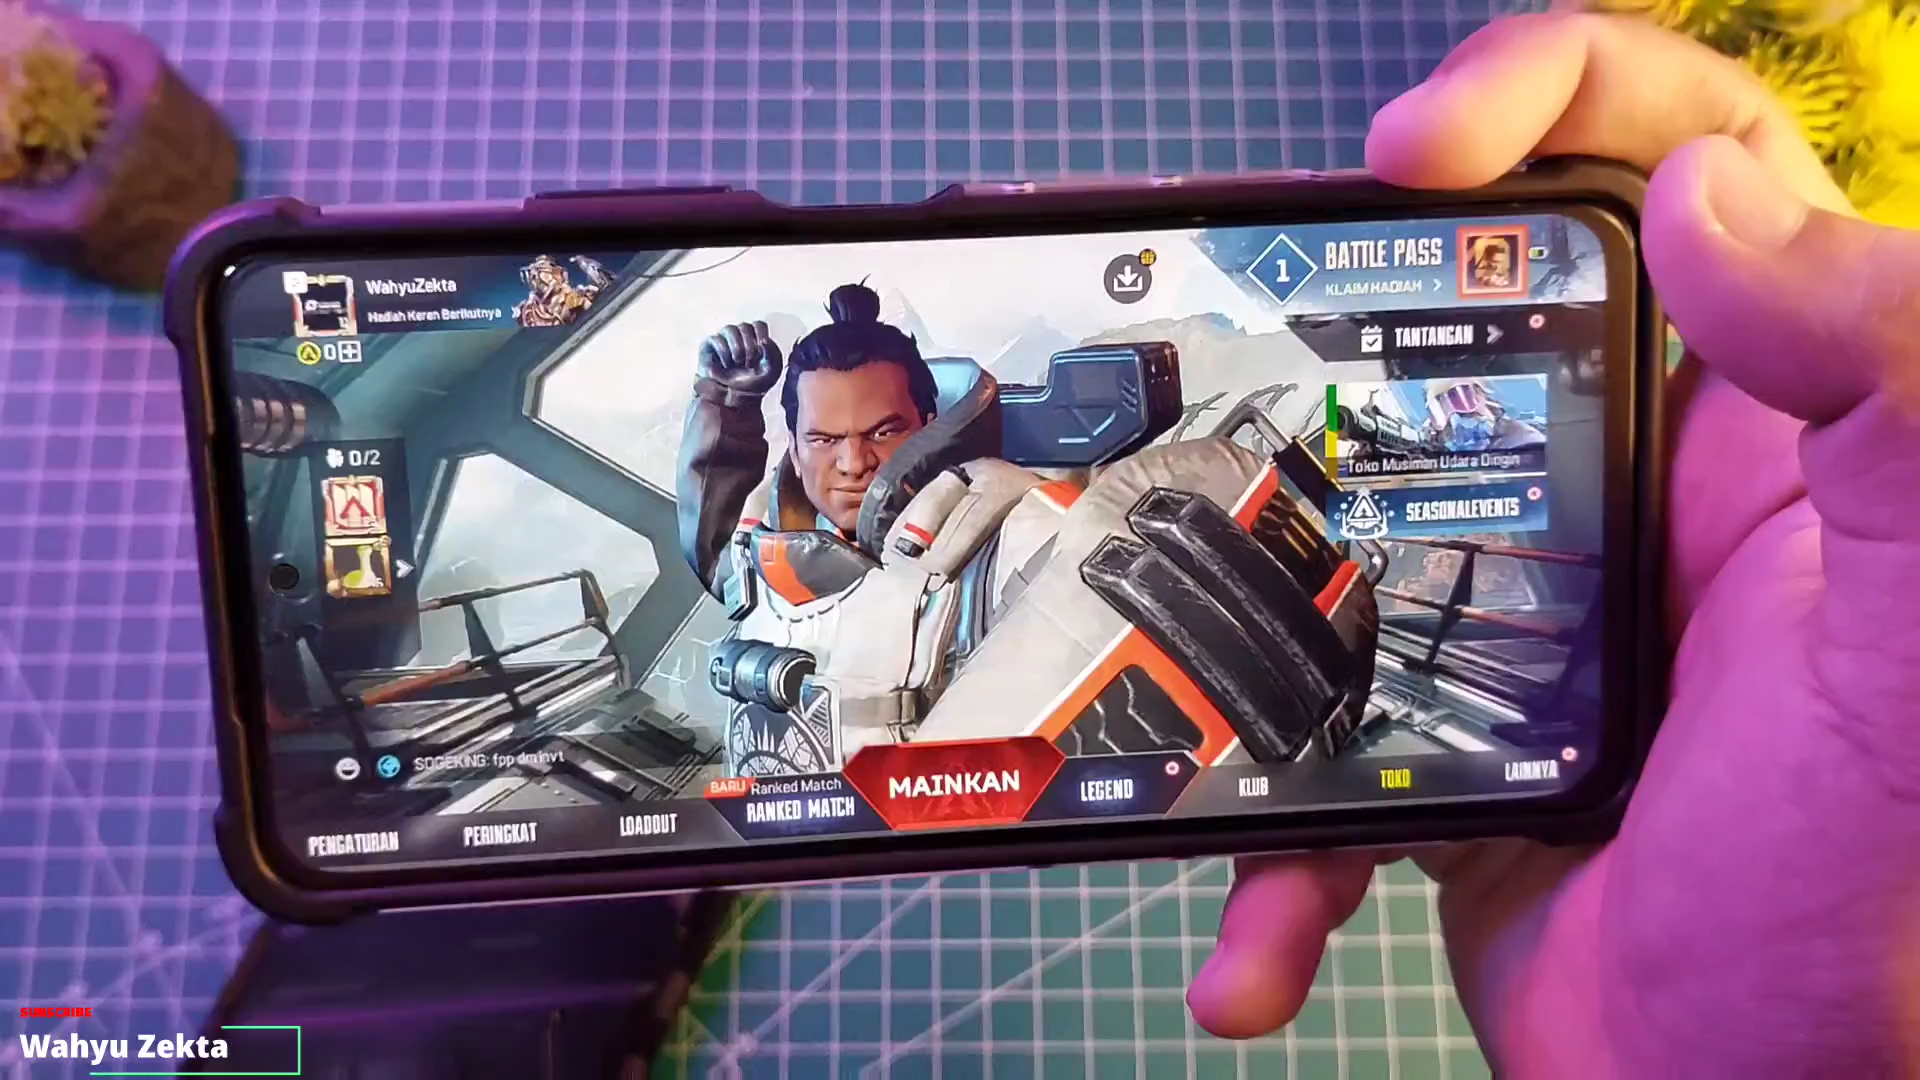 WahyuZekta
Hadiah Keren Berikutnya
0
BATTLE PASS
1
KLAIM HADIAH
TANTANGAN
0/2
Toko Musiman Udara Dingin
SEASONALEVENTS
SOGEKING: fpp dm invt
BARU Ranked Match
RANKED MATCH
MAINKAN
LEGEND
KLUB
TOKO
LAINNYA
PENGATURAN
PERINGKAT
LOADOUT
SUBSCRIBE
Wahyu Zekta